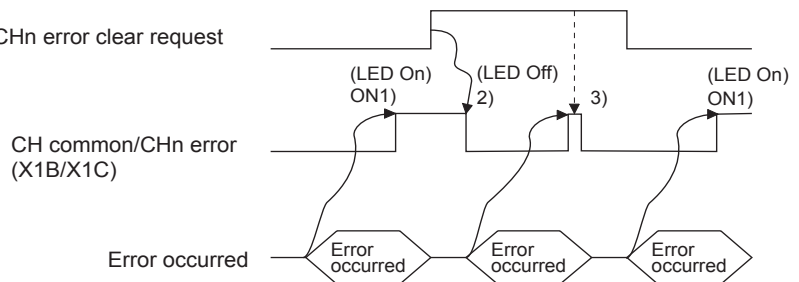 CHn error clear request
(LED On)
ON1)
2)
(LED Off)
3)
(LED On)
ON1)
CH common/CHn error
(X1B/X1C)
Error occurred
Error
occurred
Error
occurred
Error
occurred